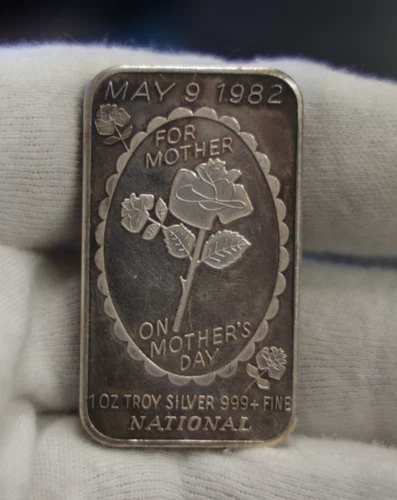 MAY 9 1982
FOR
MOTHER
ON
MOTHER'S
DAY
1 OZ TROY SILVER 999+ FINE
NATIONAL